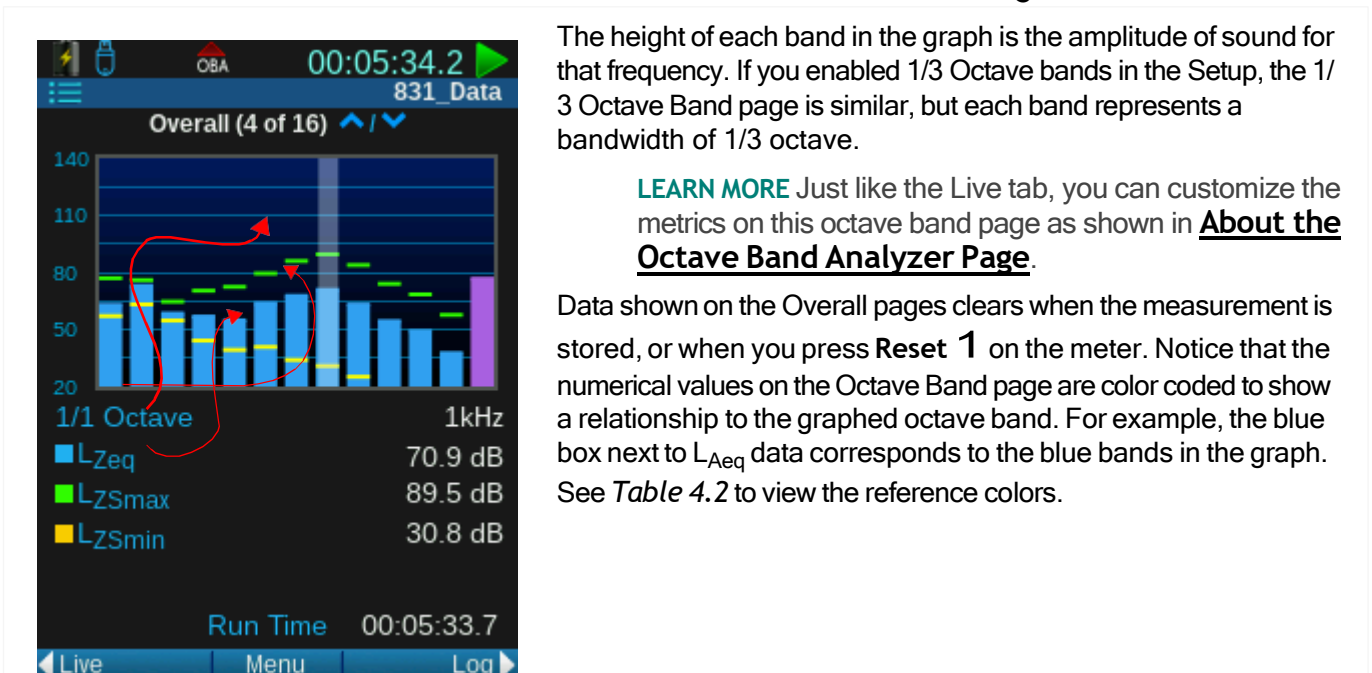 OBA
00:05:34.2
831_Data
Overall (4 of 16) /
140
110
80
50
20
1/1 Octave 1kHz
LZeq 70.9 dB
LZSmax 89.5 dB
LZSmin 30.8 dB
Run Time 00:05:33.7
Live Menu Log
The height of each band in the graph is the amplitude of sound for
that frequency. If you enabled 1/3 Octave bands in the Setup, the 1/
3 Octave Band page is similar, but each band represents a
bandwidth of 1/3 octave.
LEARN MORE Just like the Live tab, you can customize the
metrics on this octave band page as shown in About the
Octave Band Analyzer Page.
Data shown on the Overall pages clears when the measurement is
stored, or when you press Reset 1 on the meter. Notice that the
numerical values on the Octave Band page are color coded to show
a relationship to the graphed octave band. For example, the blue
box next to LAeq data corresponds to the blue bands in the graph.
See Table 4.2 to view the reference colors.